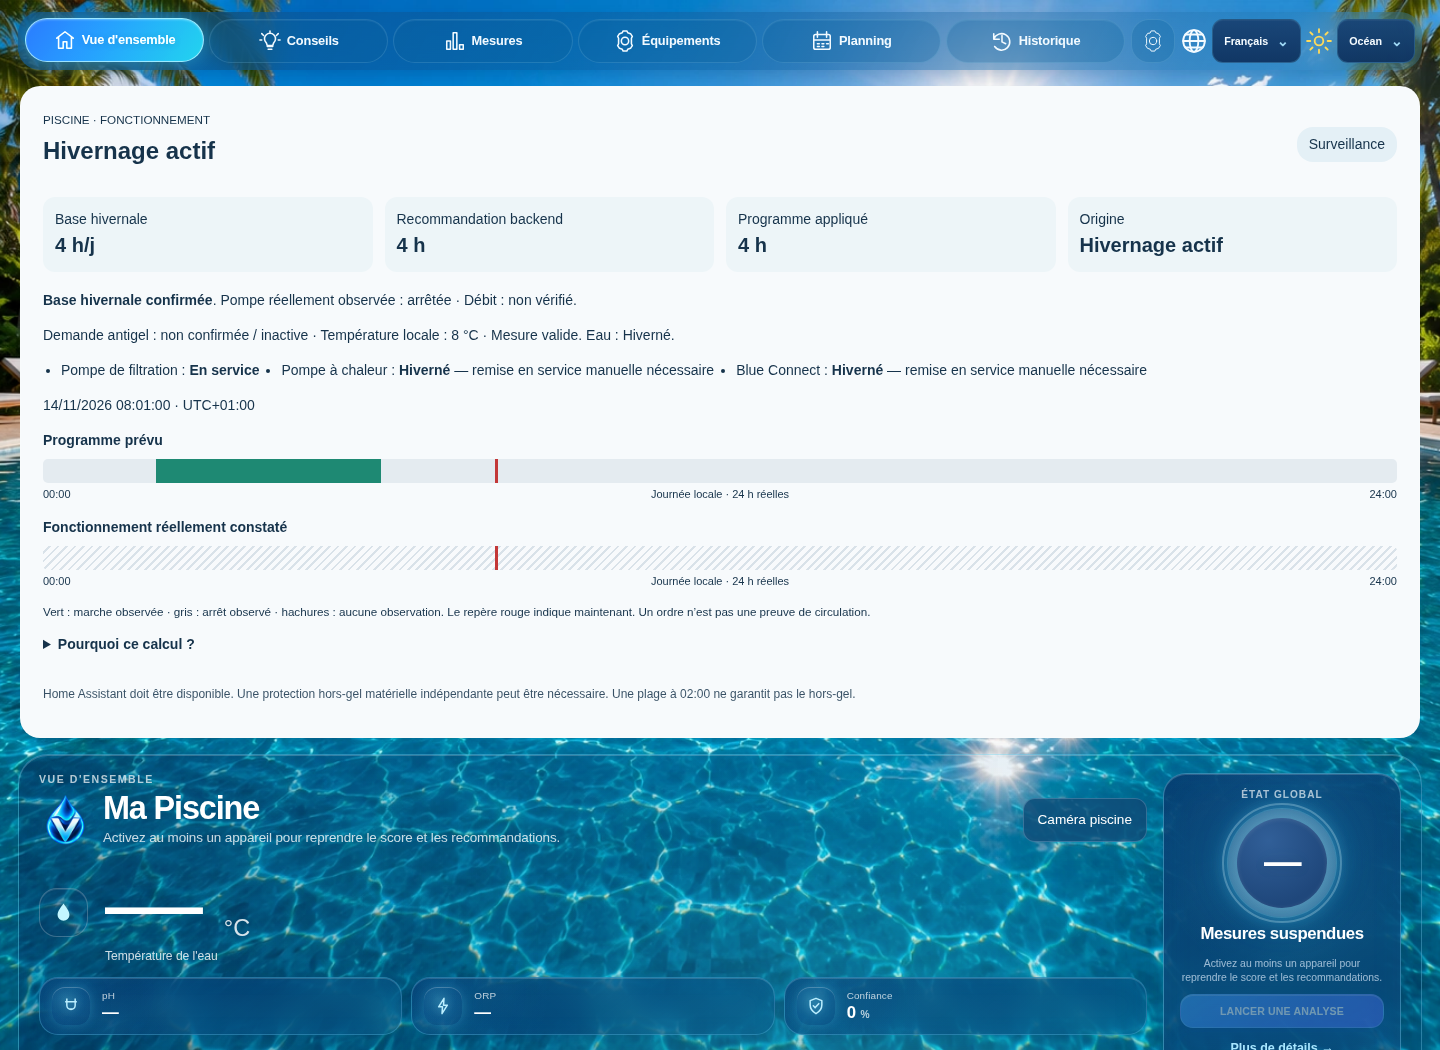 Vue d'ensemble
Conseils
Mesures
Équipements
Planning
Historique
Français
Océan
PISCINE · FONCTIONNEMENT
Hivernage actif
Surveillance
Base hivernale
4 h/j
Recommandation backend
4 h
Programme appliqué
4 h
Origine
Hivernage actif
Base hivernale confirmée. Pompe réellement observée : arrêtée · Débit : non vérifié.
Demande antigel : non confirmée / inactive · Température locale : 8 °C · Mesure valide. Eau : Hiverné.
• Pompe de filtration : En service • Pompe à chaleur : Hiverné — remise en service manuelle nécessaire • Blue Connect : Hiverné — remise en service manuelle nécessaire
14/11/2026 08:01:00 · UTC+01:00
Programme prévu
00:00 Journée locale · 24 h réelles 24:00
Fonctionnement réellement constaté
00:00 Journée locale · 24 h réelles 24:00
Vert : marche observée · gris : arrêt observé · hachures : aucune observation. Le repère rouge indique maintenant. Un ordre n’est pas une preuve de circulation.
Pourquoi ce calcul ?
Home Assistant doit être disponible. Une protection hors-gel matérielle indépendante peut être nécessaire. Une plage à 02:00 ne garantit pas le hors-gel.
VUE D'ENSEMBLE
Ma Piscine
Activez au moins un appareil pour reprendre le score et les recommandations.
Caméra piscine
— °C
Température de l'eau
pH
—
ORP
—
Confiance
0 %
ÉTAT GLOBAL
—
Mesures suspendues
Activez au moins un appareil pour
reprendre le score et les recommandations.
LANCER UNE ANALYSE
Plus de détails →